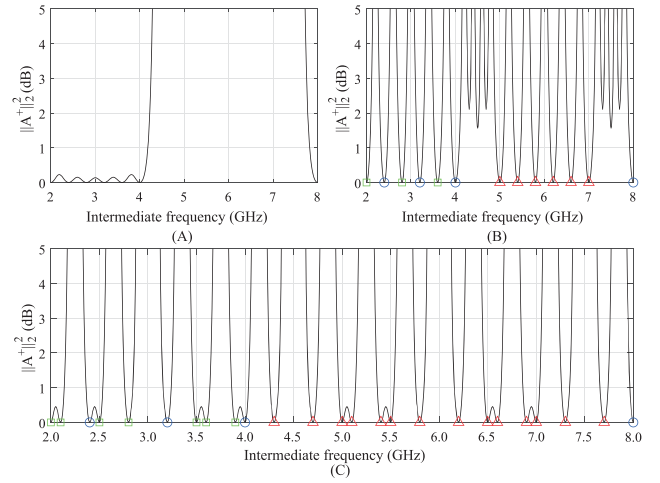 ||A⁺||₂² (dB)
5
4
3
2
1
0
2 3 4 5 6 7 8
Intermediate frequency (GHz)
(A)
||A⁺||₂² (dB)
5
4
3
2
1
0
2 3 4 5 6 7 8
Intermediate frequency (GHz)
(B)
||A⁺||₂² (dB)
5
4
3
2
1
0
2.0 2.5 3.0 3.5 4.0 4.5 5.0 5.5 6.0 6.5 7.0 7.5 8.0
Intermediate frequency (GHz)
(C)